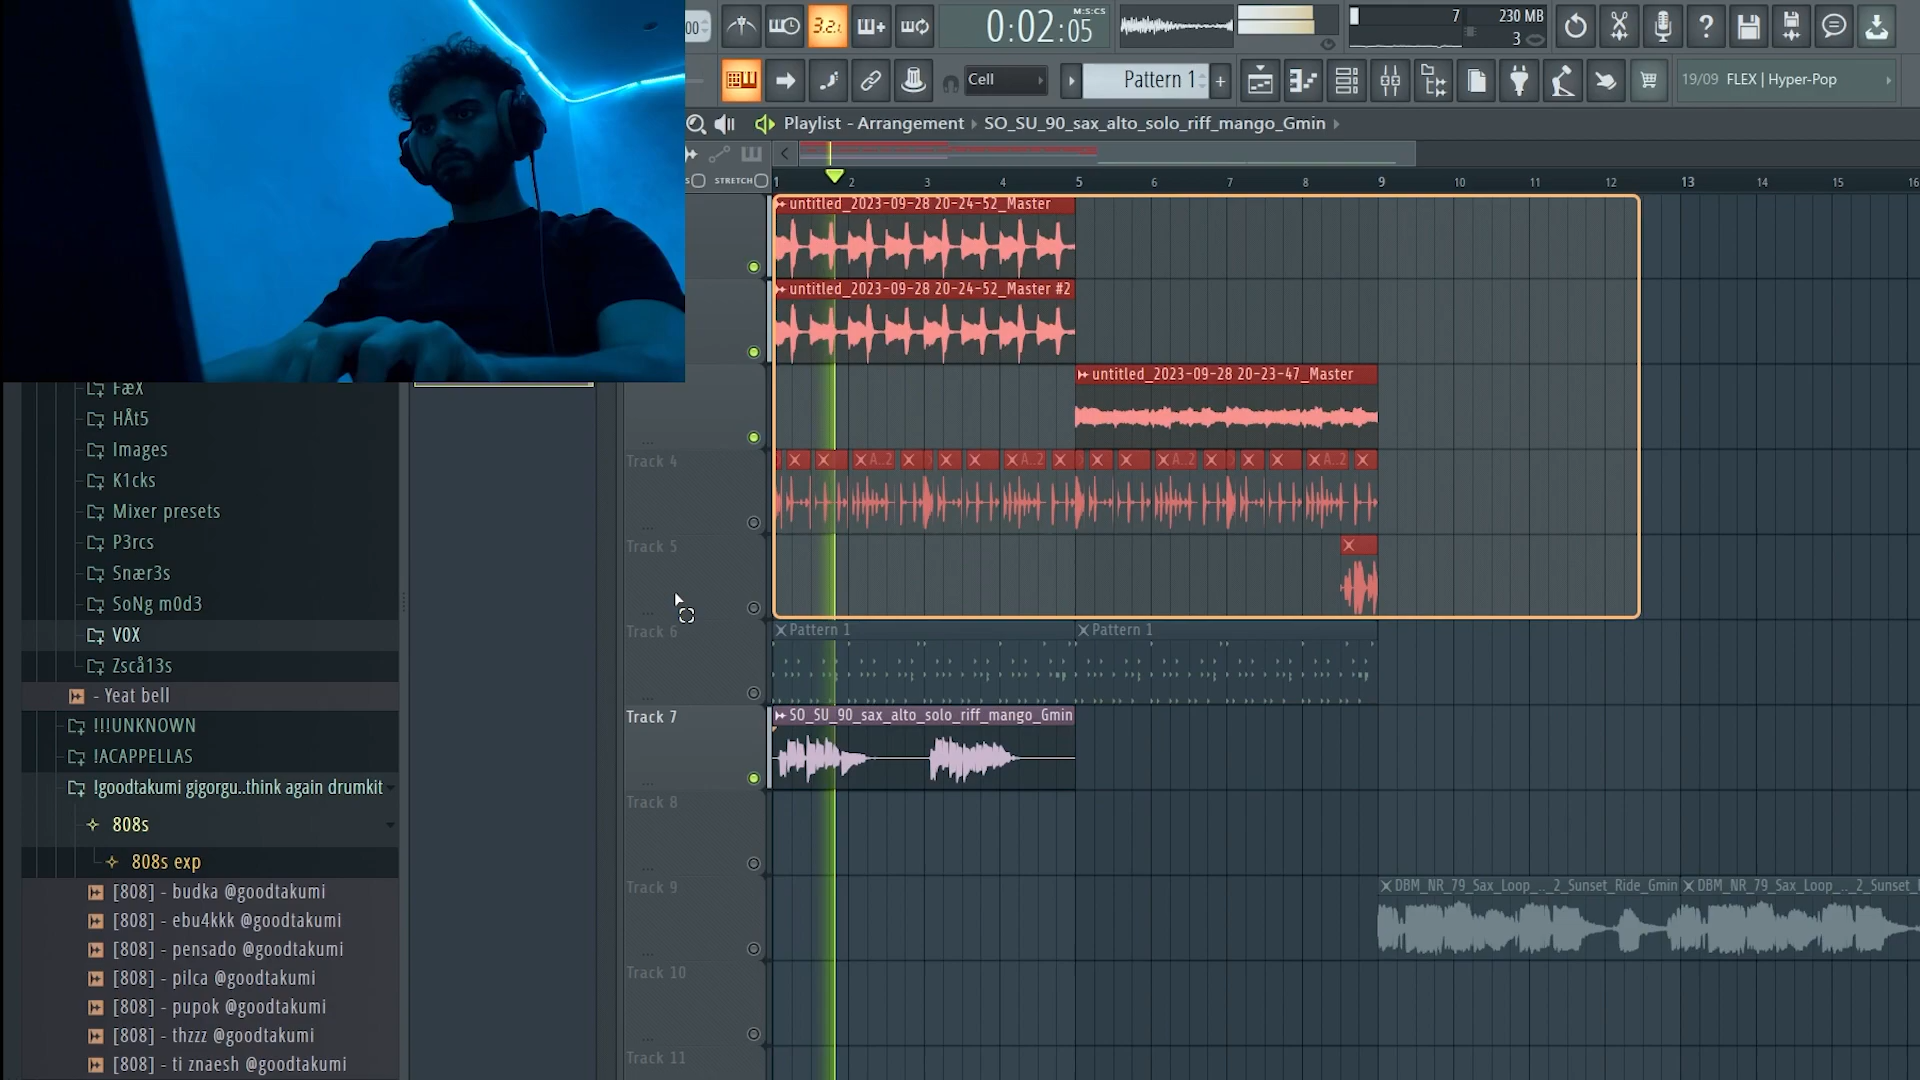 00
3.2.
0:02:05
M:S:CS
7
230 MB
3
Cell
Pattern 1
+
19/09 FLEX | Hyper-Pop
Playlist - Arrangement ▸ SO_SU_90_sax_alto_solo_riff_mango_Gmin ▸
STRETCH
1 2 3 4 5 6 7 8 9 10 11 12 13 14 15 16
untitled_2023-09-28 20-24-52_Master
untitled_2023-09-28 20-24-52_Master #2
untitled_2023-09-28 20-23-47_Master
Track 4
A..2
A..2
A..2
A..2
Track 5
Track 6
Pattern 1
Pattern 1
Track 7
SO_SU_90_sax_alto_solo_riff_mango_Gmin
Track 8
Track 9
DBM_NR_79_Sax_Loop_.._2_Sunset_Ride_Gmin
DBM_NR_79_Sax_Loop_.._2_Sunset_
Track 10
Track 11
FæX
HÅt5
Images
K1cks
Mixer presets
P3rcs
Snær3s
SoNg m0d3
VOX
Zscå13s
- Yeat bell
!!!UNKNOWN
!ACAPPELLAS
!goodtakumi gigorgu..think again drumkit
808s
808s exp
[808] - budka @goodtakumi
[808] - ebu4kkk @goodtakumi
[808] - pensado @goodtakumi
[808] - pilca @goodtakumi
[808] - pupok @goodtakumi
[808] - thzzz @goodtakumi
[808] - ti znaesh @goodtakumi